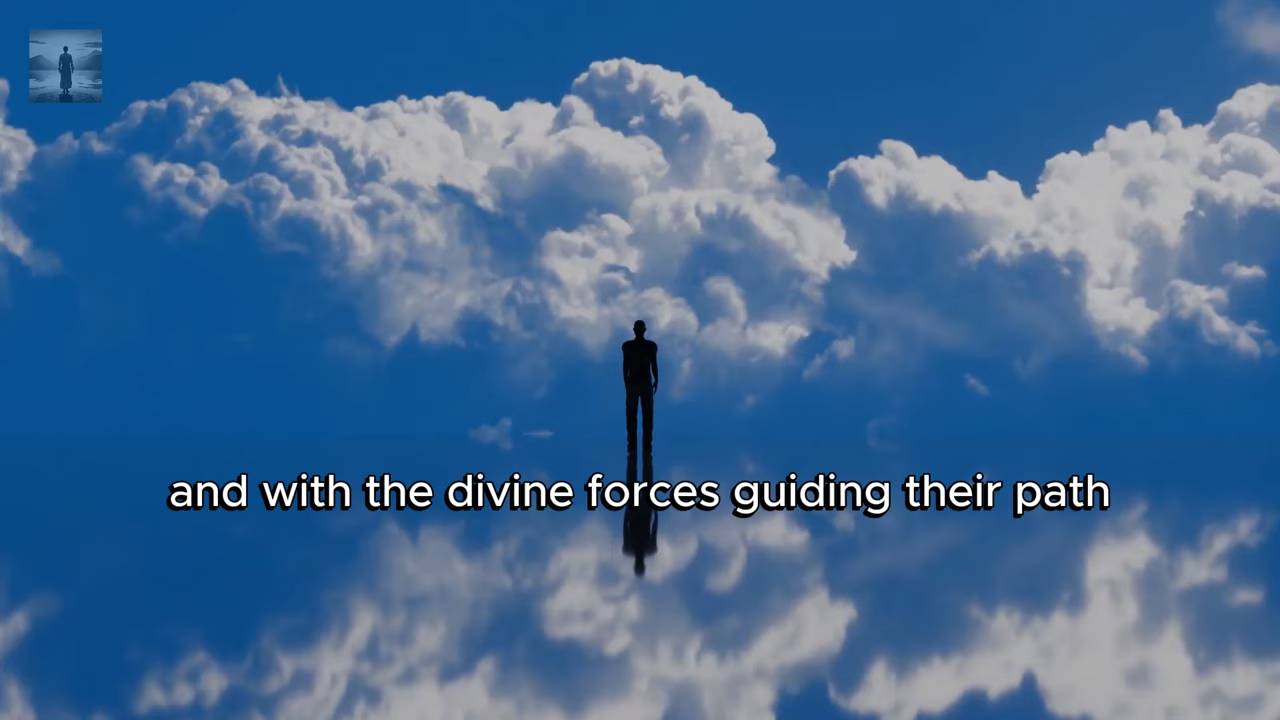 and with the divine forces guiding their path